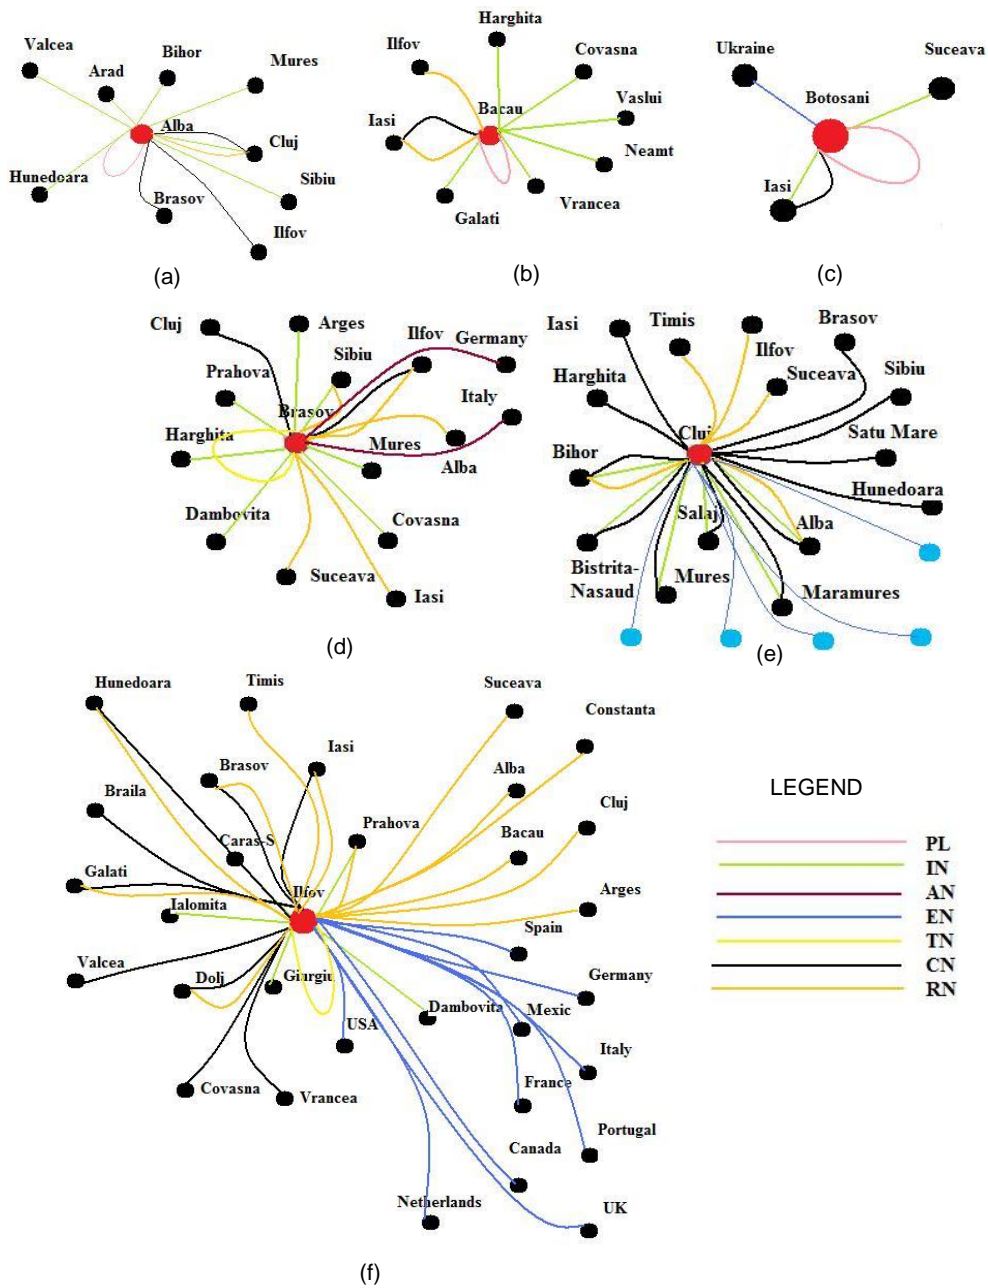 Valcea
Arad
Bihor
Mures
Alba
Cluj
Hunedoara
Brasov
Sibiu
Ilfov
(a)
Harghita
Ilfov
Covasna
Iasi
Bacau
Vaslui
Neamt
Galati
Vrancea
(b)
Ukraine
Suceava
Botosani
Iasi
(c)
Cluj
Arges
Ilfov
Germany
Sibiu
Prahova
Brasov
Italy
Harghita
Mures
Alba
Dambovita
Covasna
Suceava
Iasi
(d)
Iasi
Timis
Ilfov
Brasov
Harghita
Suceava
Sibiu
Cluj
Satu Mare
Bihor
Hunedoara
Salaj
Alba
Bistrita-
Nasaud
Mures
Maramures
(e)
Hunedoara
Timis
Suceava
Constanta
Iasi
Brasov
Alba
Braila
Prahova
Cluj
Caras-S
Bacau
Galati
Ilfov
Arges
Ialomita
Spain
Valcea
Dolj
Giurgiu
Germany
Dambovita
Mexic
USA
Italy
Covasna
Vrancea
France
Portugal
Canada
Netherlands
UK
(f)
LEGEND
PL
IN
AN
EN
TN
CN
RN